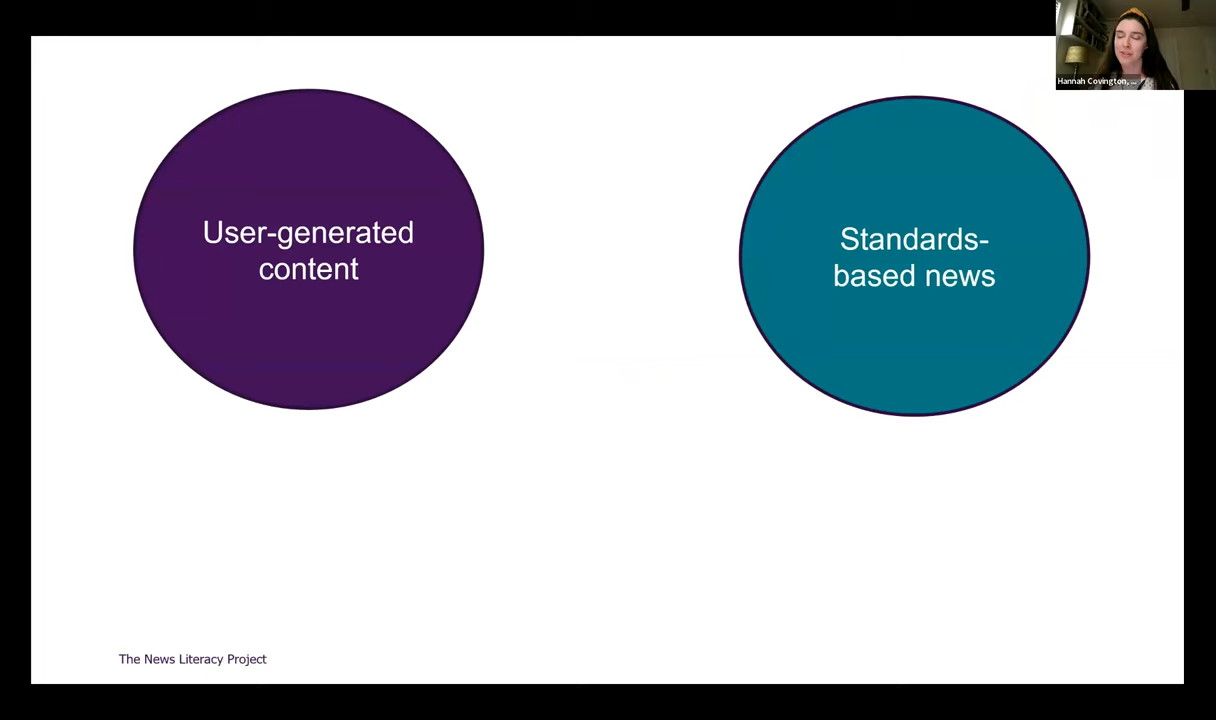 Hannah Covington, ...
User-generated
content
Standards-
based news
The News Literacy Project